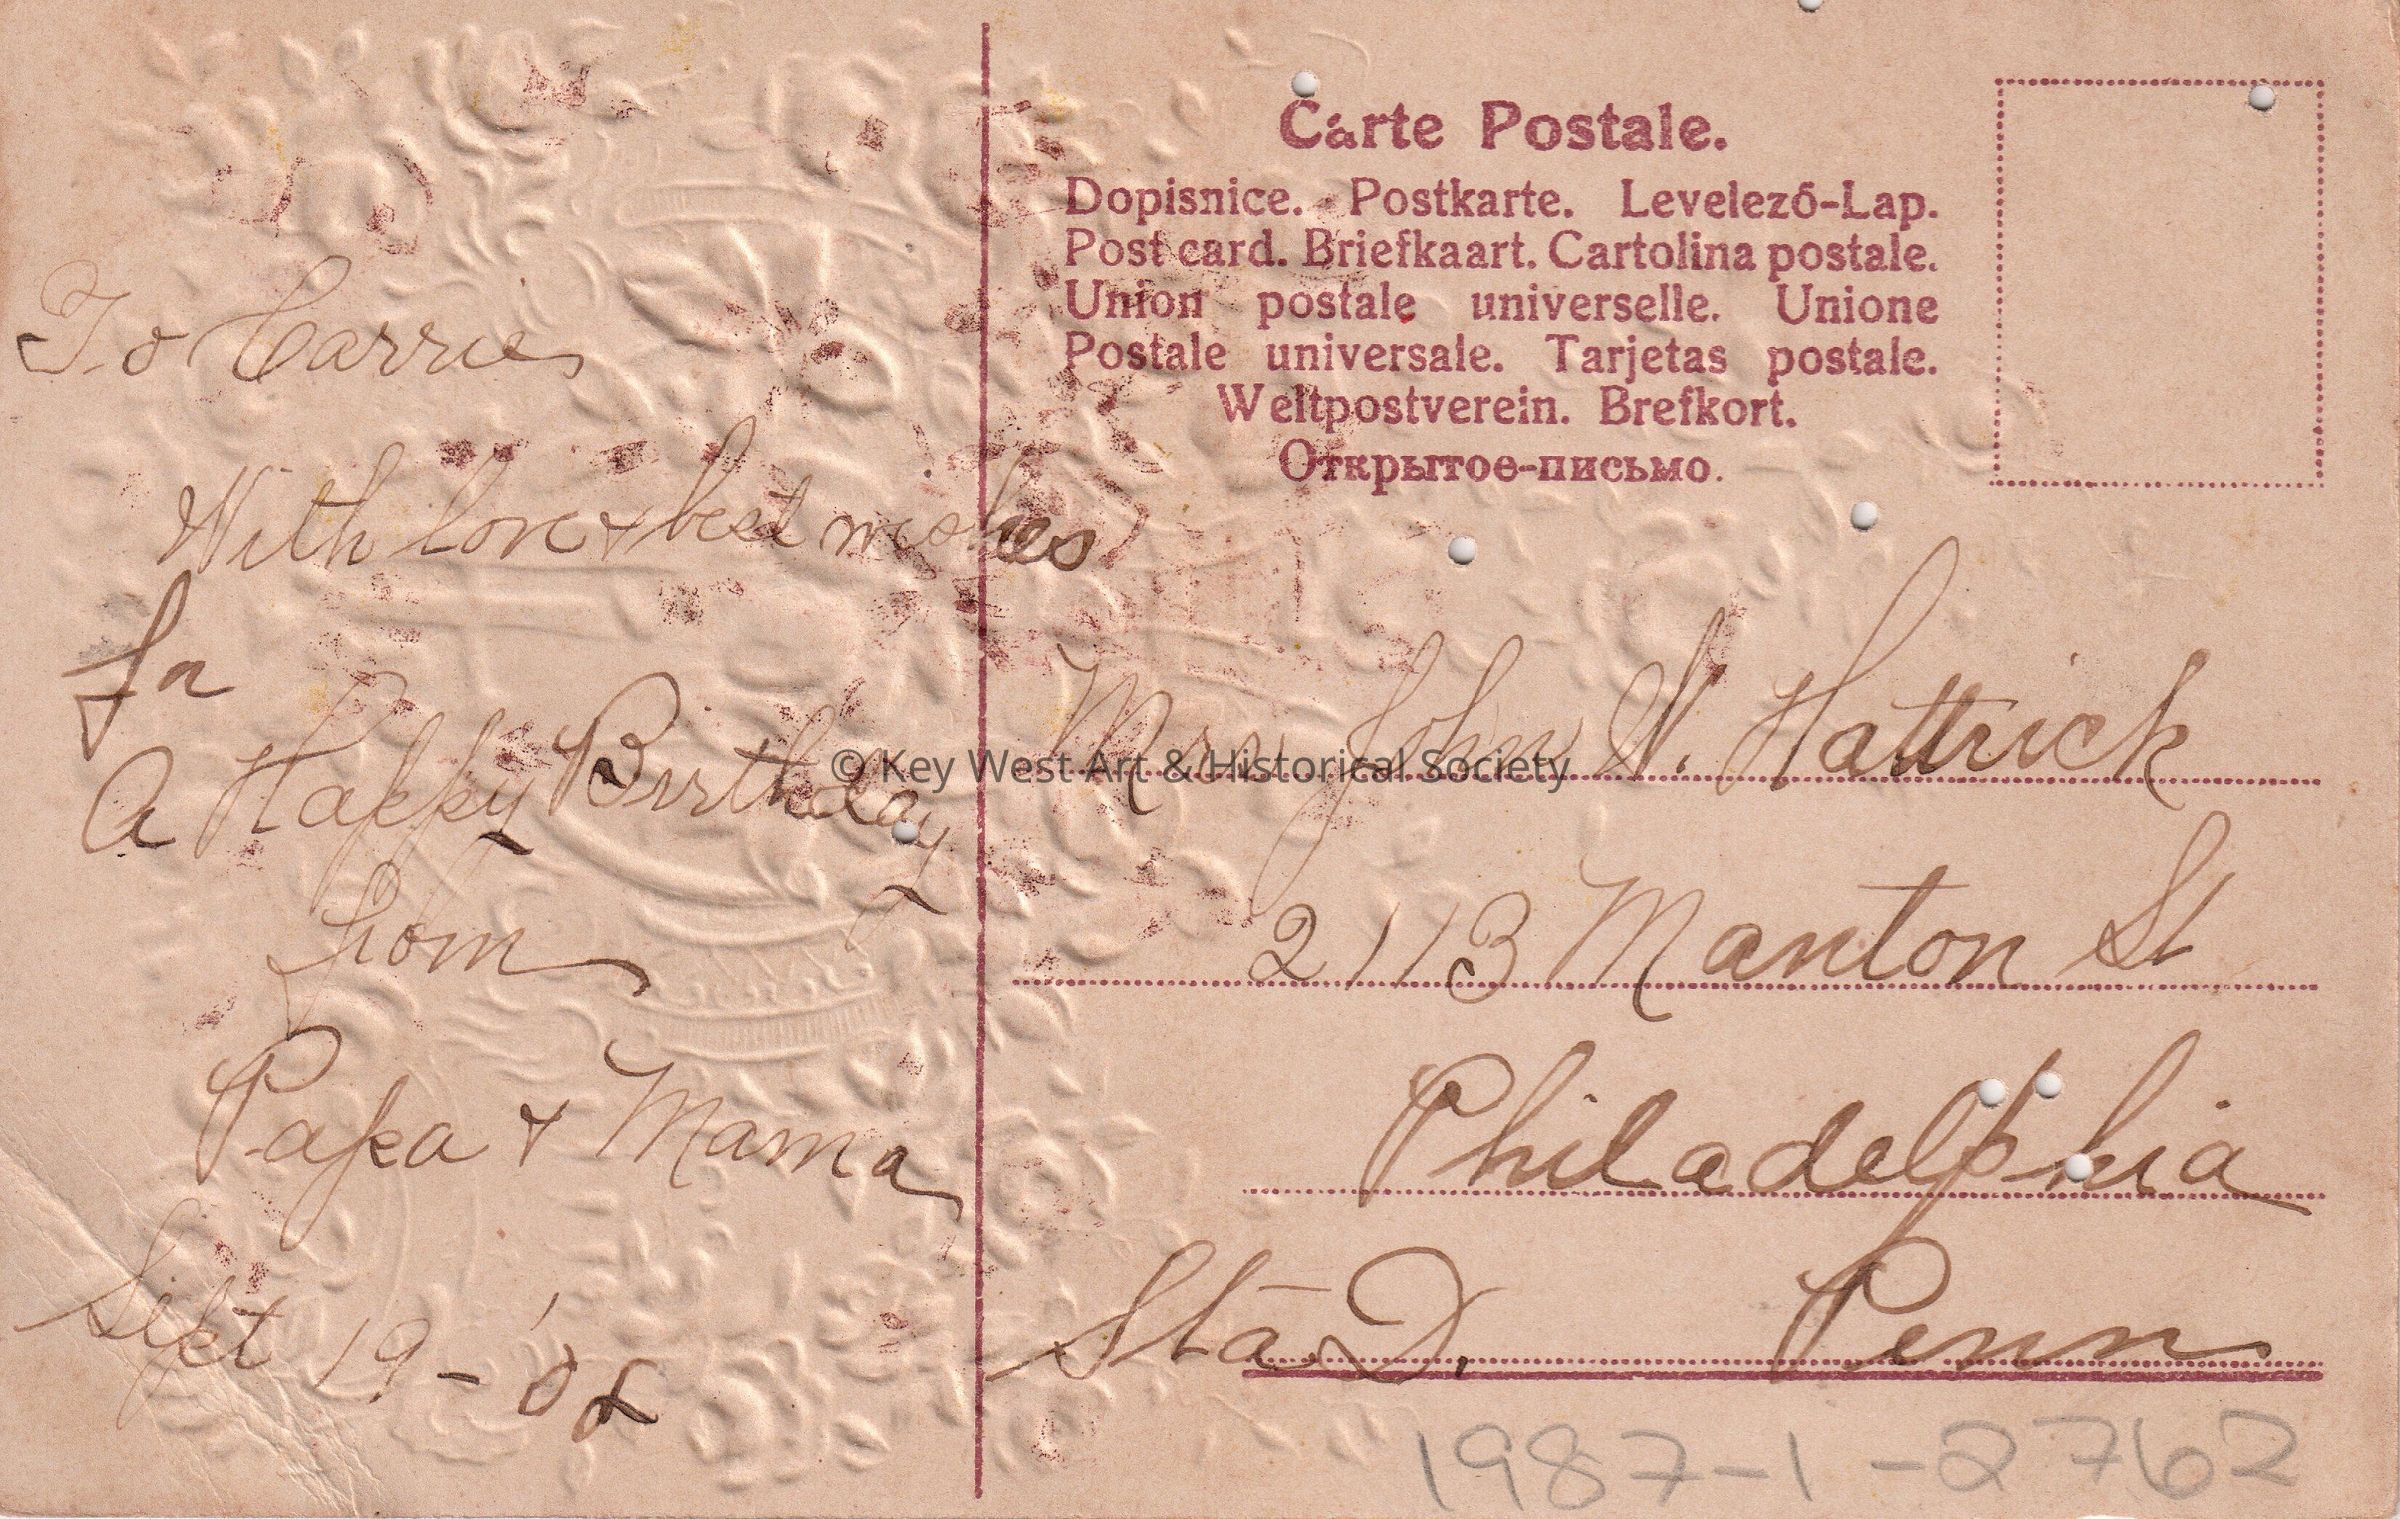 To Carrie
With love & best wishes
for
A Happy Birthday
from
Papa & Mama
Sept 19 - '08
Carte Postale.
Dopisnice. Postkarte. Levelező-Lap.
Post card. Briefkaart. Cartolina postale.
Union postale universelle. Unione
Postale universale. Tarjetas postale.
Weltpostverein. Brefkort.
Открытое-письмо.
Mrs John W. Hattrick
2113 Manton St
Philadelphia
Sta D. Penn
1987-1-2762
© Key West Art & Historical Society